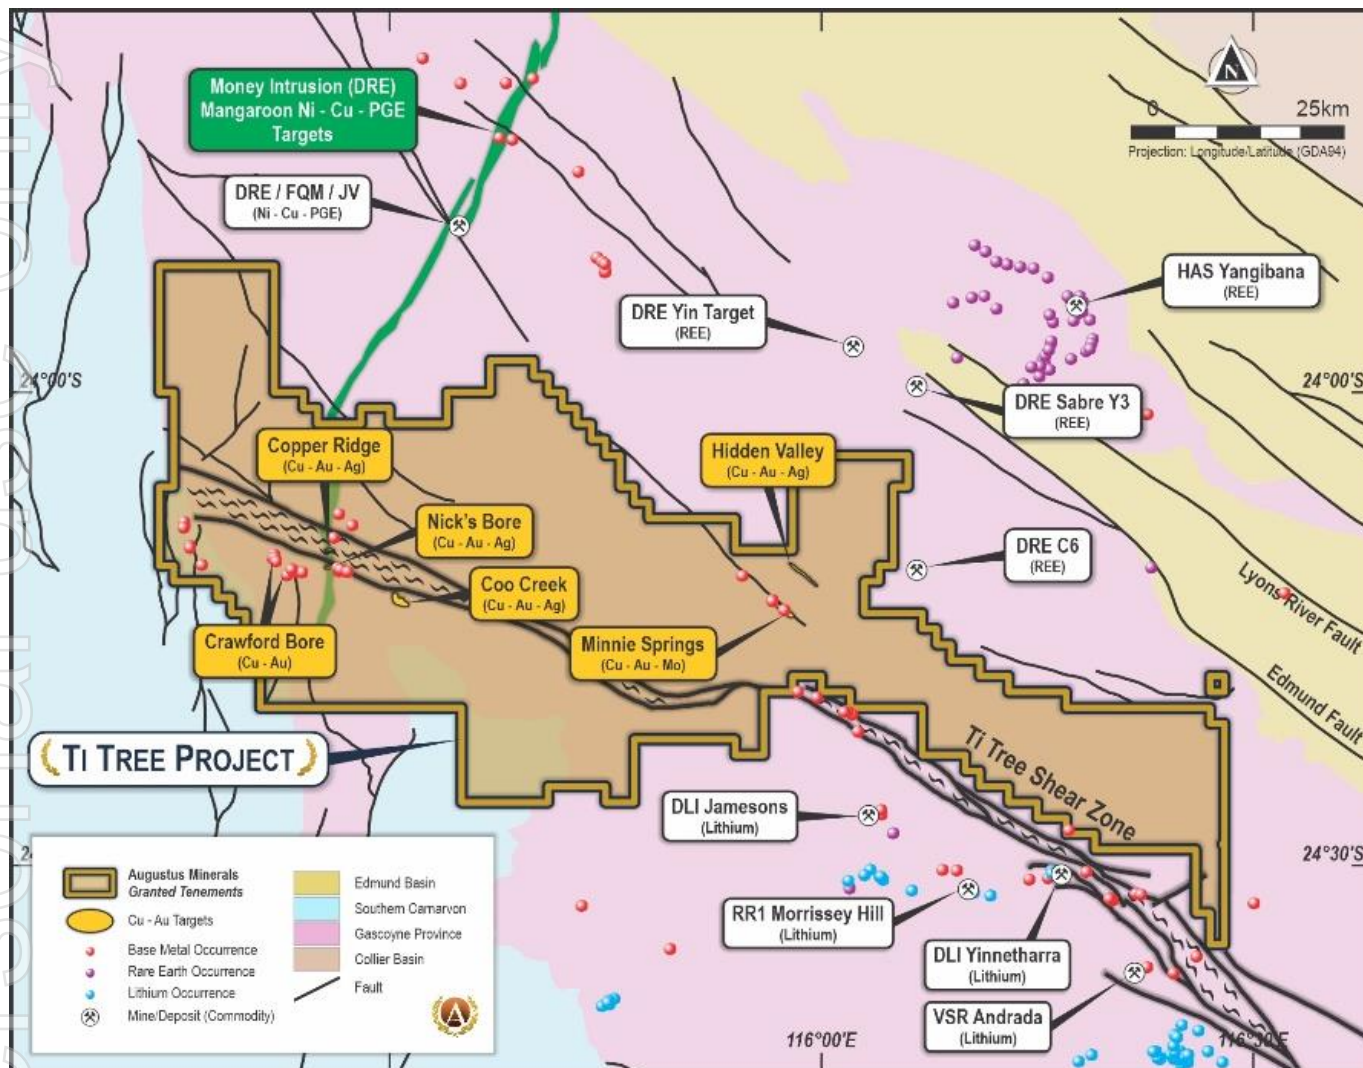 Money Intrusion (DRE)
Mangaroon Ni - Cu - PGE
Targets
N
0 25km
Projection: Longitude/Latitude (GDA94)
DRE / FQM / JV
(Ni - Cu - PGE)
HAS Yangibana
(REE)
DRE Yin Target
(REE)
24°00'S
24°00'S
DRE Sabre Y3
(REE)
Copper Ridge
(Cu - Au - Ag)
Hidden Valley
(Cu - Au - Ag)
Nick's Bore
(Cu - Au - Ag)
DRE C6
(REE)
Coo Creek
(Cu - Au - Ag)
Lyons River Fault
Crawford Bore
(Cu - Au)
Minnie Springs
(Cu - Au - Mo)
Edmund Fault
TI TREE PROJECT
Ti Tree Shear Zone
DLI Jamesons
(Lithium)
24°30'S
RR1 Morrissey Hill
(Lithium)
DLI Yinnetharra
(Lithium)
VSR Andrada
(Lithium)
116°00'E
116°30'E
Augustus Minerals
Granted Tenements
Cu - Au Targets
Base Metal Occurrence
Rare Earth Occurrence
Lithium Occurrence
Mine/Deposit (Commodity)
Edmund Basin
Southern Carnarvon
Gascoyne Province
Collier Basin
Fault
A